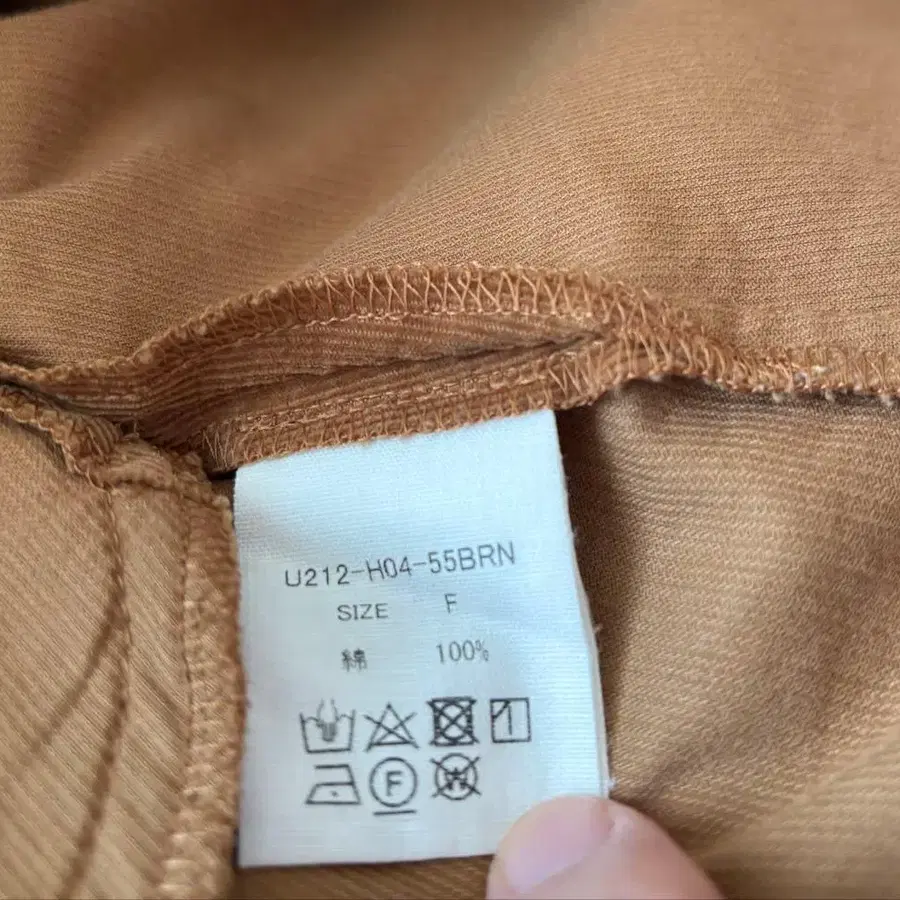 U212-H04-55BRN
SIZE F
綿 100%
F
W